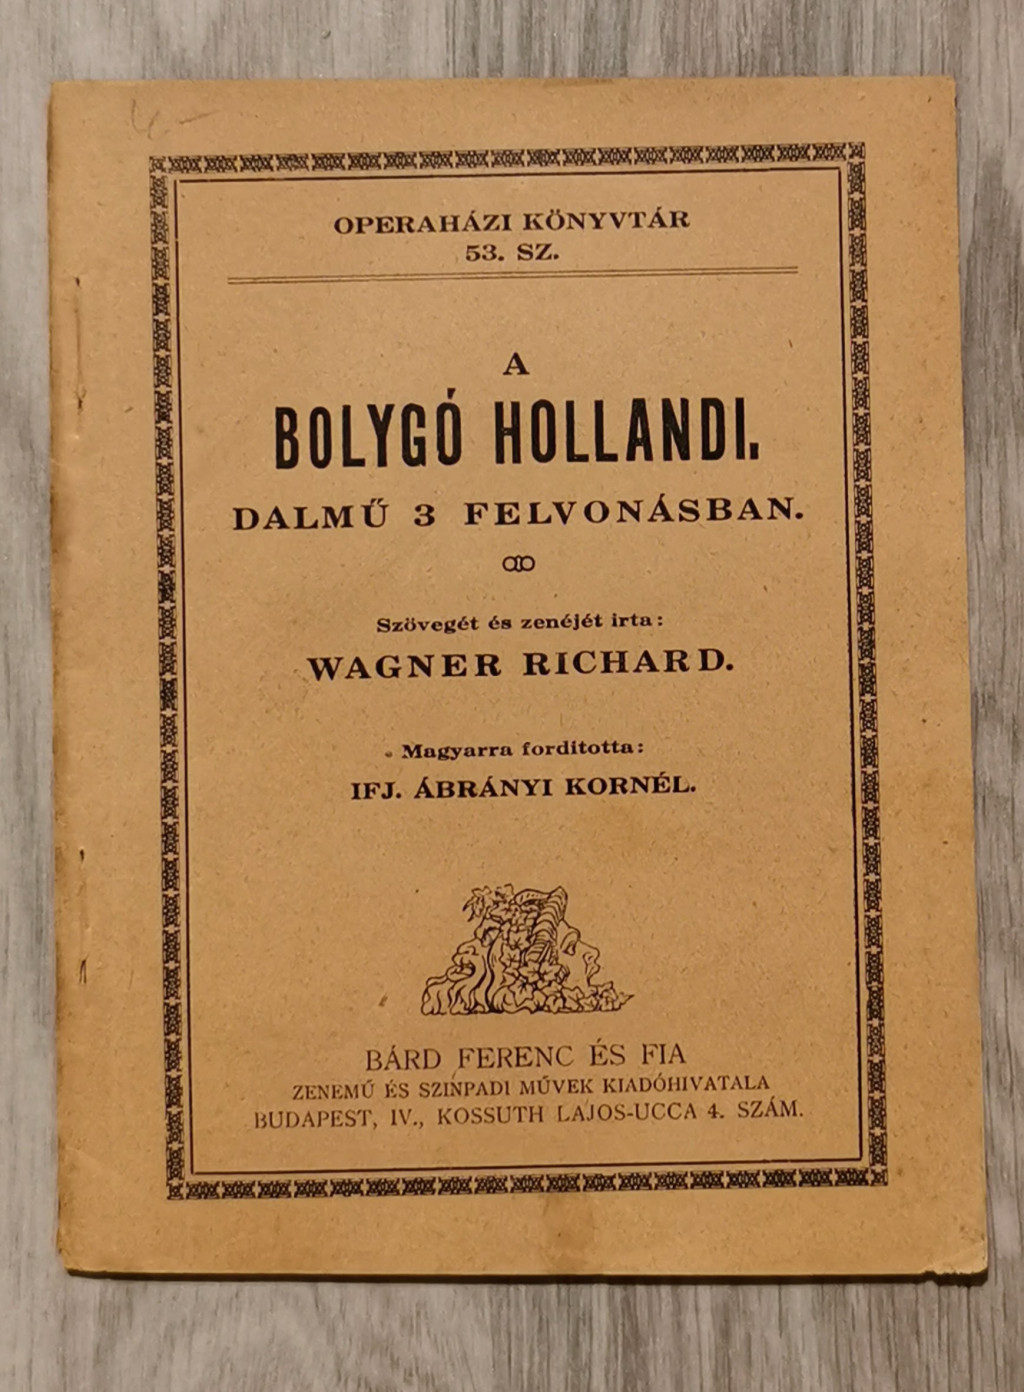 4.-
OPERAHÁZI KÖNYVTÁR
53. SZ.
A
BOLYGÓ HOLLANDI.
DALMŰ 3 FELVONÁSBAN.
Szövegét és zenéjét irta:
WAGNER RICHARD.
Magyarra forditotta:
IFJ. ÁBRÁNYI KORNÉL.
BÁRD FERENC ÉS FIA
ZENEMŰ ÉS SZINPADI MŰVEK KIADÓHIVATALA
BUDAPEST, IV., KOSSUTH LAJOS-UCCA 4. SZÁM.